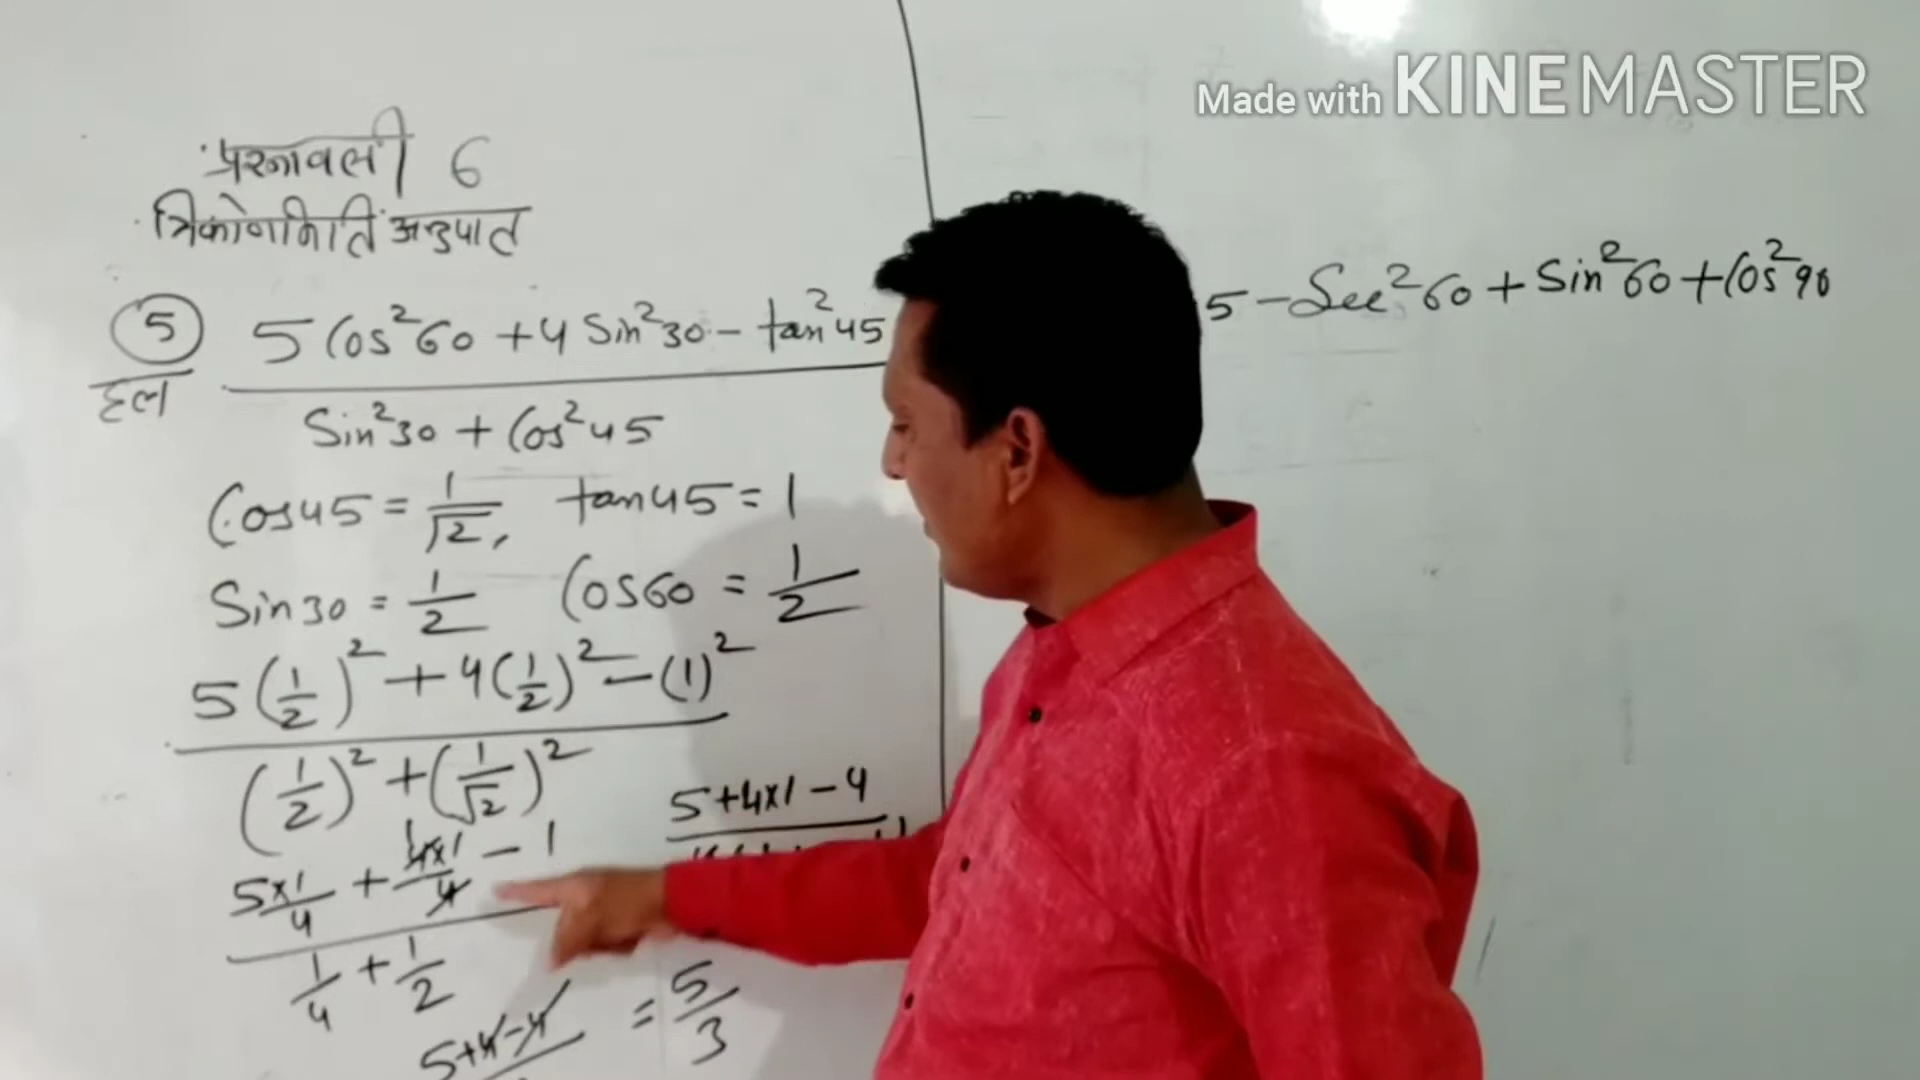 Made with KINEMASTER
प्रश्नावली 6
त्रिकोणमिति अनुपात
5 5 Cos²60 + 4 Sin²30 - tan²45
हल Sin²30 + Cos²45
Cos45 = 1/√2, tan45 = 1
Sin30 = 1/2 Cos60 = 1/2
5(1/2)² + 4(1/2)² - (1)²
(1/2)² + (1/√2)²
5×1/4 + 4×1/4 - 1
1/4 + 1/2
5+4-4
5+4×1-4
= 5/3
5 - Sec²60 + Sin²60 + Cos²90